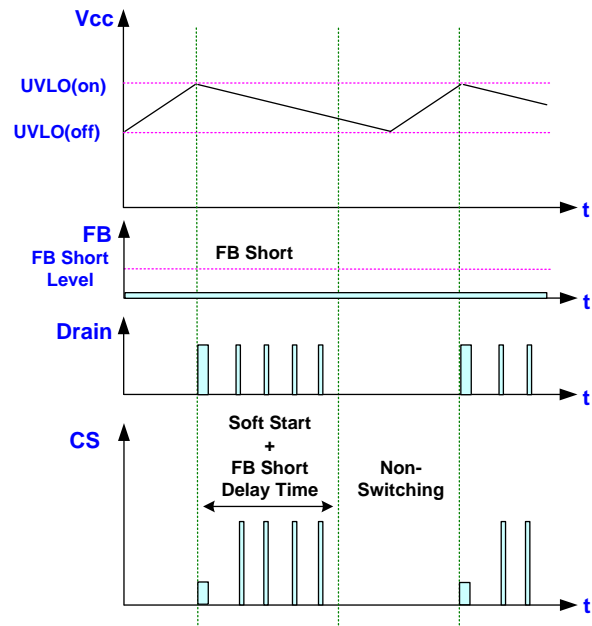 Vcc
UVLO(on)
UVLO(off)
t
FB
FB Short
Level
FB Short
t
Drain
t
CS
Soft Start
+
FB Short
Delay Time
Non-
Switching
t